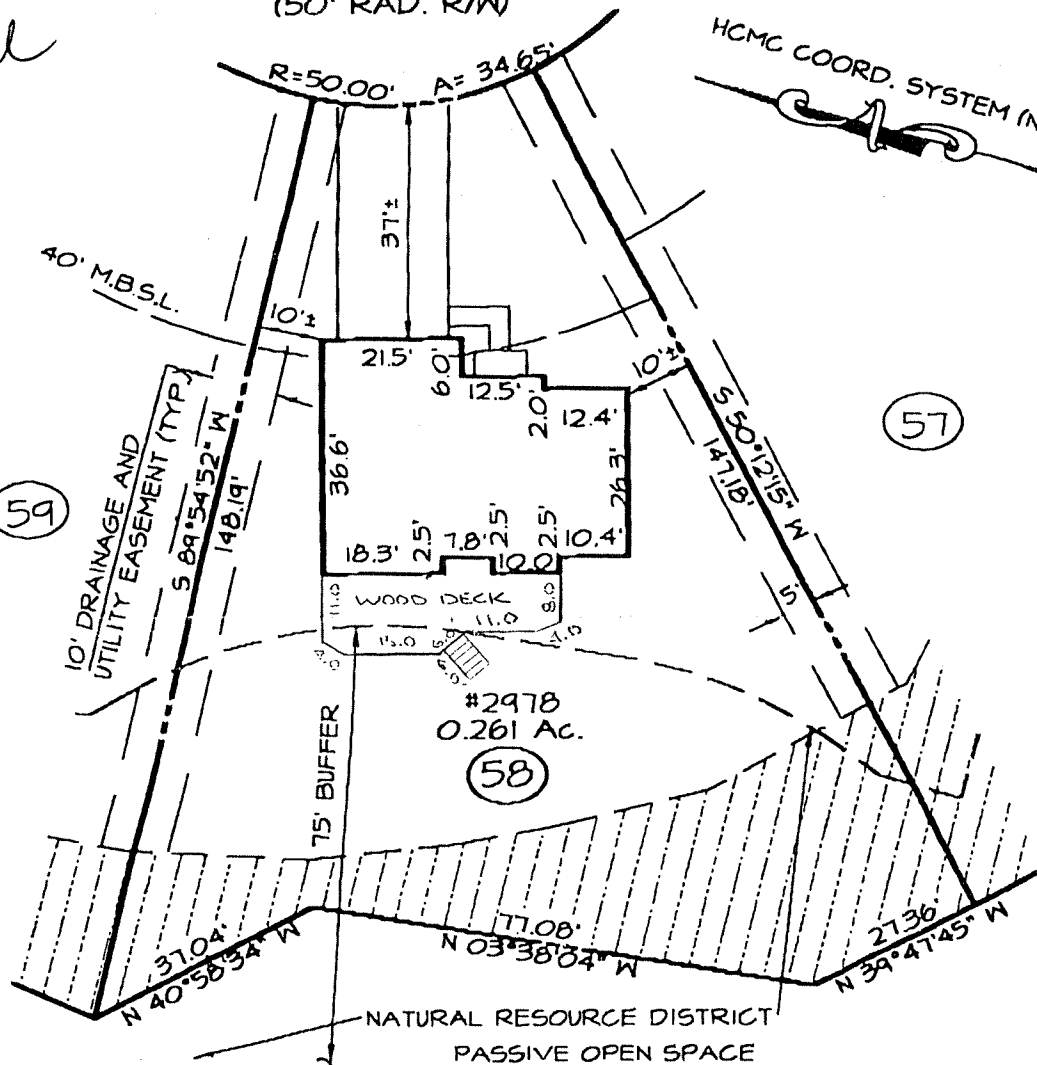 (50' RAD. R/W)
HCMC COORD. SYSTEM (N
R=50.00'
A= 34.65'
37'±
40' M.B.S.L.
10'±
21.5'
6.0'
12.5'
2.0'
12.4'
10'±
57
S 50°12'15" W
147.18'
36.6'
26.3'
59
10' DRAINAGE AND
UTILITY EASEMENT (TYP.)
S 89°54'52" W
148.19'
18.3'
2.5'
7.8'
2.5'
10.0
2.5'
10.4'
11.0
WOOD DECK
8.0
11.0
4.0
4.0
5'
#2978
0.261 Ac.
58
75' BUFFER
37.04'
N 40°58'34" W
77.08'
N 03°38'04" W
27.36'
N 39°47'45" W
NATURAL RESOURCE DISTRICT
PASSIVE OPEN SPACE